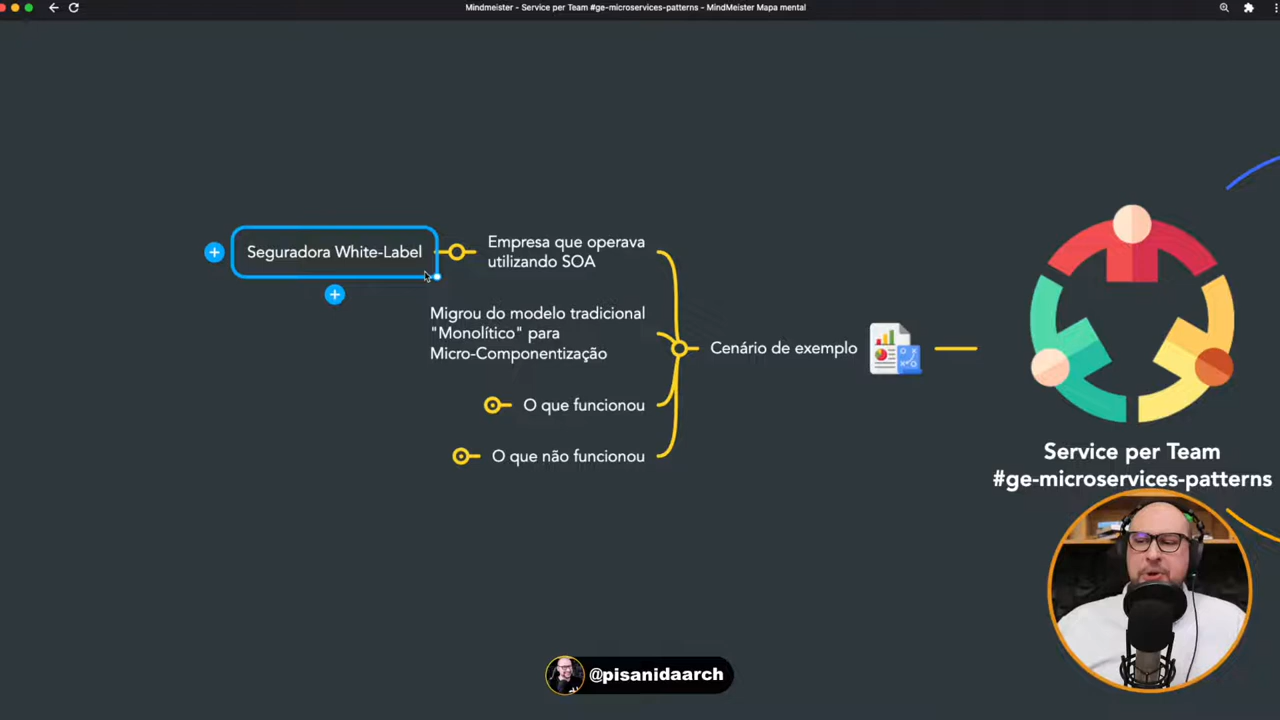 Mindmeister - Service per Team #ge-microservices-patterns - MindMeister Mapa mental
Seguradora White-Label
Empresa que operava
utilizando SOA
Migrou do modelo tradicional
"Monolítico" para
Micro-Componentização
Cenário de exemplo
O que funcionou
O que não funcionou
Service per Team
#ge-microservices-patterns
@pisanidaarch